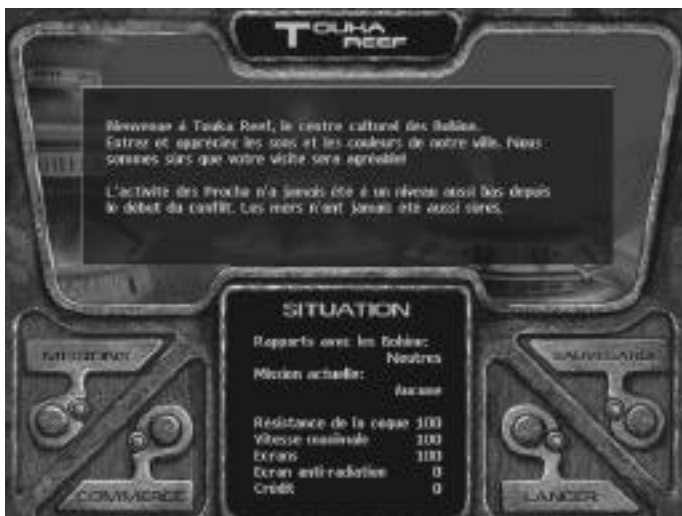 TOUKA
REEF
Bienvenue à Touka Reef, le centre culturel des Bohine.
Entrez et appréciez les sons et les couleurs de notre ville. Nous
sommes sûrs que votre visite sera agréable!
L'activité des Procha n'a jamais été à un niveau aussi bas depuis
le début du conflit. Les mers n'ont jamais été aussi sûres.
SITUATION
Rapports avec les Bohine:
Neutres
Mission actuelle:
Aucune
Résistance de la coque 100
Vitesse maximale 100
Ecrans 100
Ecran anti-radiation 0
Crédit 0
MISSIONS
SAUVEGARDE
COMMERCE
LANCER